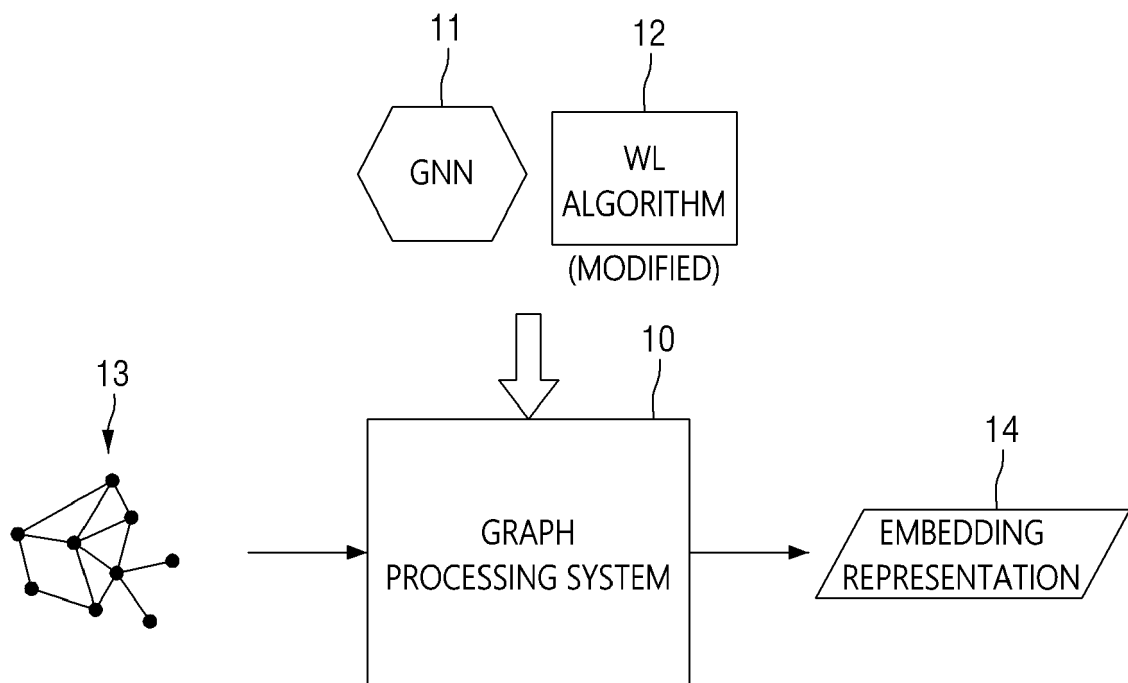 11
12
GNN
WL
ALGORITHM
(MODIFIED)
10
13
14
GRAPH
PROCESSING SYSTEM
EMBEDDING
REPRESENTATION